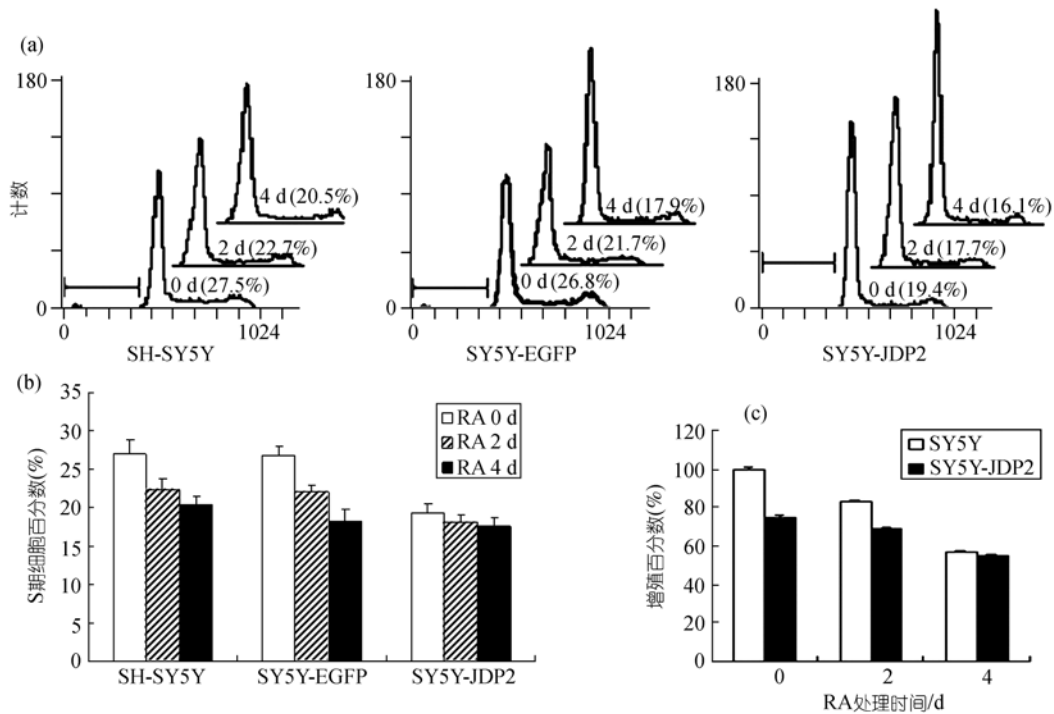 (a)
180
计数
0
4 d (20.5%)
2 d (22.7%)
0 d (27.5%)
0
1024
SH-SY5Y
180
0
4 d (17.9%)
2 d (21.7%)
0 d (26.8%)
0
1024
SY5Y-EGFP
180
0
4 d (16.1%)
2 d (17.7%)
0 d (19.4%)
0
1024
SY5Y-JDP2
(b)
S期细胞百分数(%)
35
30
25
20
15
10
5
0
RA 0 d
RA 2 d
RA 4 d
SH-SY5Y
SY5Y-EGFP
SY5Y-JDP2
(c)
增殖百分数(%)
120
100
80
60
40
20
0
SY5Y
SY5Y-JDP2
0
2
4
RA处理时间/d